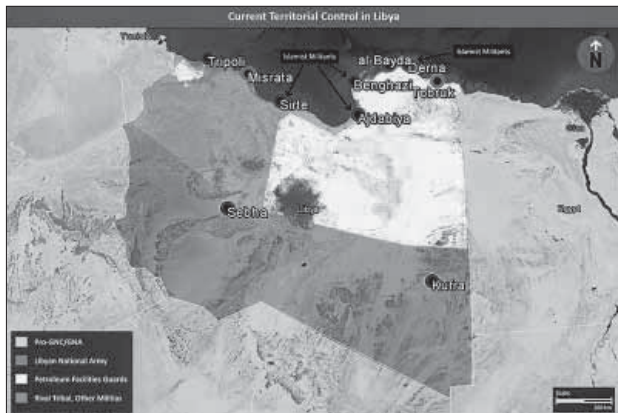 Current Territorial Control in Libya
N
Tripoli
Misrata
Islamist Militants
al-Bayda
Islamist Militants
Derna
Benghazi
Tobruk
Sirte
Ajdabiya
Sebha
Libya
Egypt
Kufra
Pro-GNC/GNA
Libyan National Army
Petroleum Facilities Guards
Rival Tribal, Other Militias